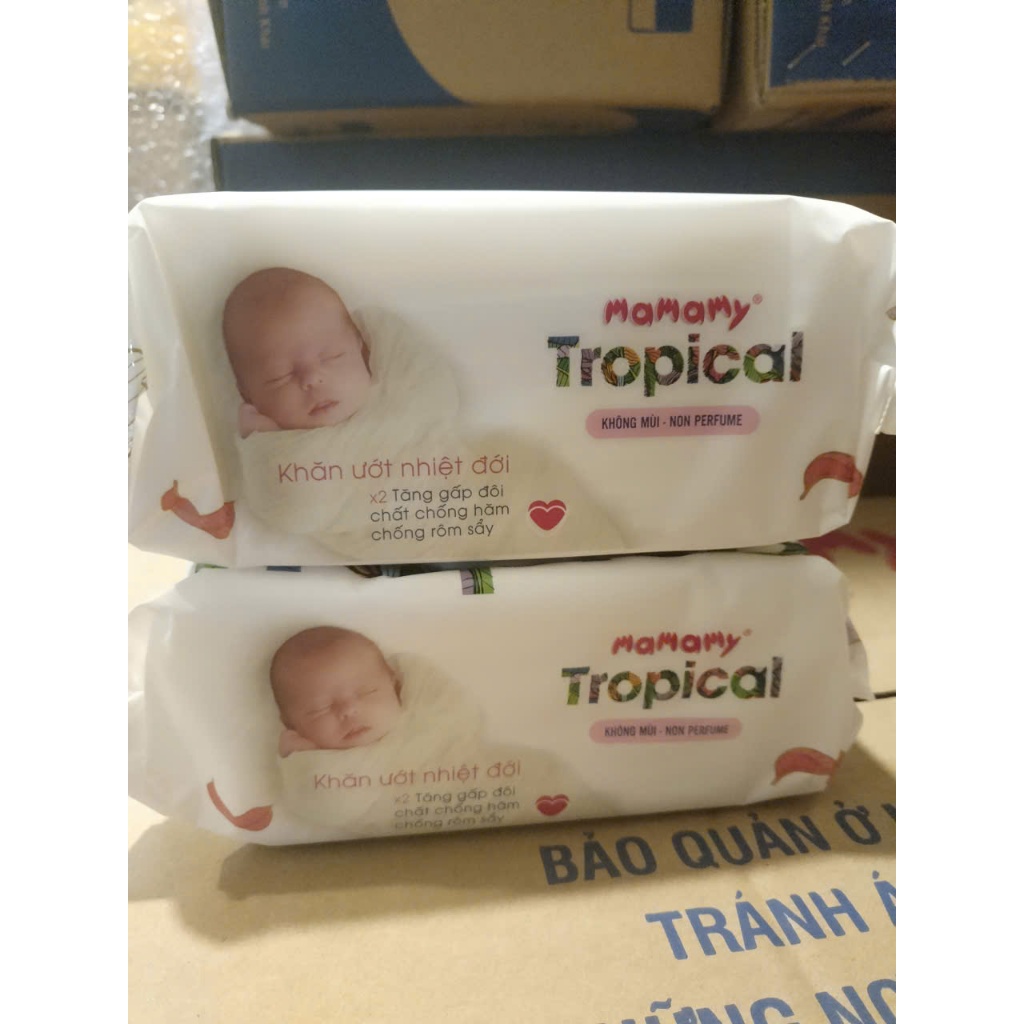 MaMaMy®
Tropical
KHÔNG MÙI - NON PERFUME
Khăn ướt nhiệt đới
x2 Tăng gấp đôi
chất chống hăm
chống rôm sẩy
MaMaMy®
Tropical
KHÔNG MÙI - NON PERFUME
Khăn ướt nhiệt đới
x2 Tăng gấp đôi
chất chống hăm
chống rôm sẩy
BẢO QUẢN Ở
TRÁNH